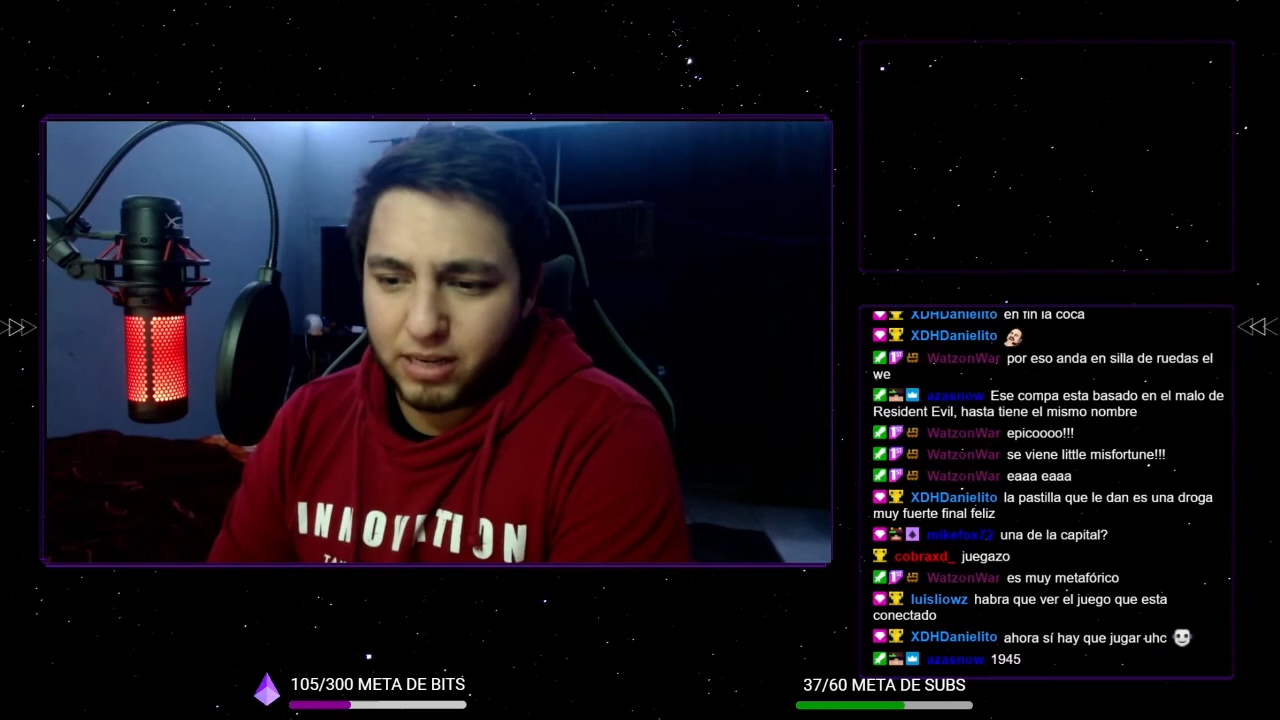 INNOVATION
XDHDanielito en fin la coca
XDHDanielito
WatzonWar por eso anda en silla de ruedas el
we
azasnow Ese compa esta basado en el malo de
Resident Evil, hasta tiene el mismo nombre
WatzonWar epicoooo!!!
WatzonWar se viene little misfortune!!!
WatzonWar eaaa eaaa
XDHDanielito la pastilla que le dan es una droga
muy fuerte final feliz
mikefox72 una de la capital?
cobraxd_ juegazo
WatzonWar es muy metafórico
luisliowz habra que ver el juego que esta
conectado
XDHDanielito ahora sí hay que jugar uhc
azasnow 1945
105/300 META DE BITS
37/60 META DE SUBS